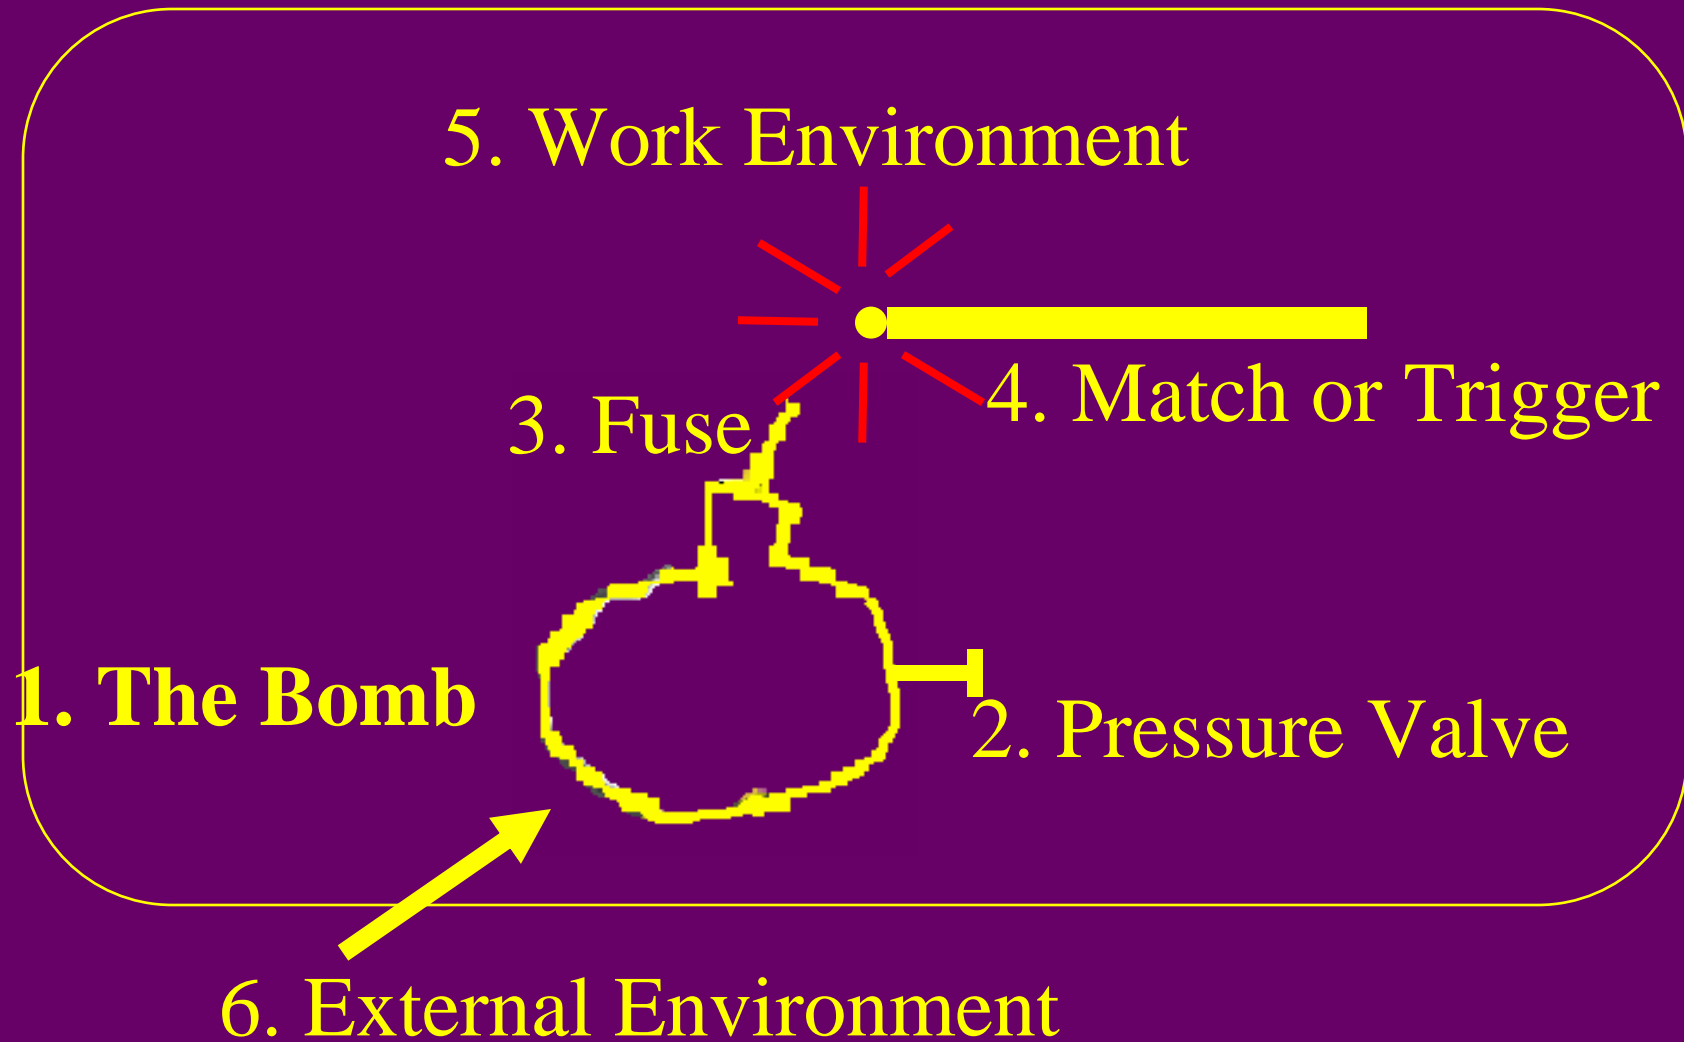 5. Work Environment
4. Match or Trigger
3. Fuse
1. The Bomb
2. Pressure Valve
6. External Environment